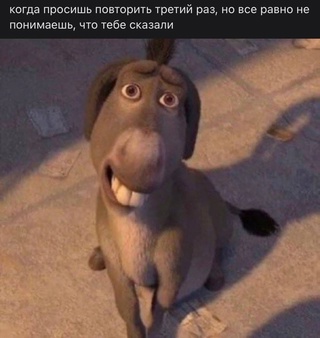 когда просишь повторить третий раз, но все равно не
понимаешь, что тебе сказали